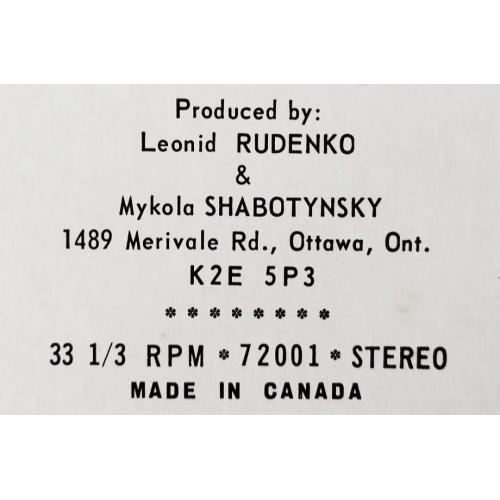 Produced by:
Leonid RUDENKO
&
Mykola SHABOTYNSKY
1489 Merivale Rd., Ottawa, Ont.
K2E 5P3
* * * * * * * *
33 1/3 RPM * 72001 * STEREO
MADE IN CANADA